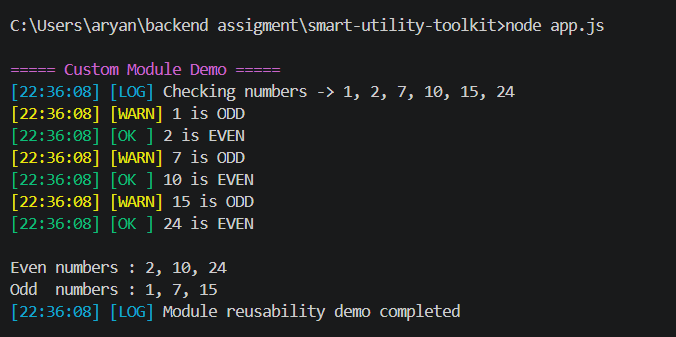 C:\Users\aryan\backend assigment\smart-utility-toolkit>node app.js
===== Custom Module Demo =====
[22:36:08] [LOG] Checking numbers -> 1, 2, 7, 10, 15, 24
[22:36:08] [WARN] 1 is ODD
[22:36:08] [OK ] 2 is EVEN
[22:36:08] [WARN] 7 is ODD
[22:36:08] [OK ] 10 is EVEN
[22:36:08] [WARN] 15 is ODD
[22:36:08] [OK ] 24 is EVEN
Even numbers : 2, 10, 24
Odd  numbers : 1, 7, 15
[22:36:08] [LOG] Module reusability demo completed